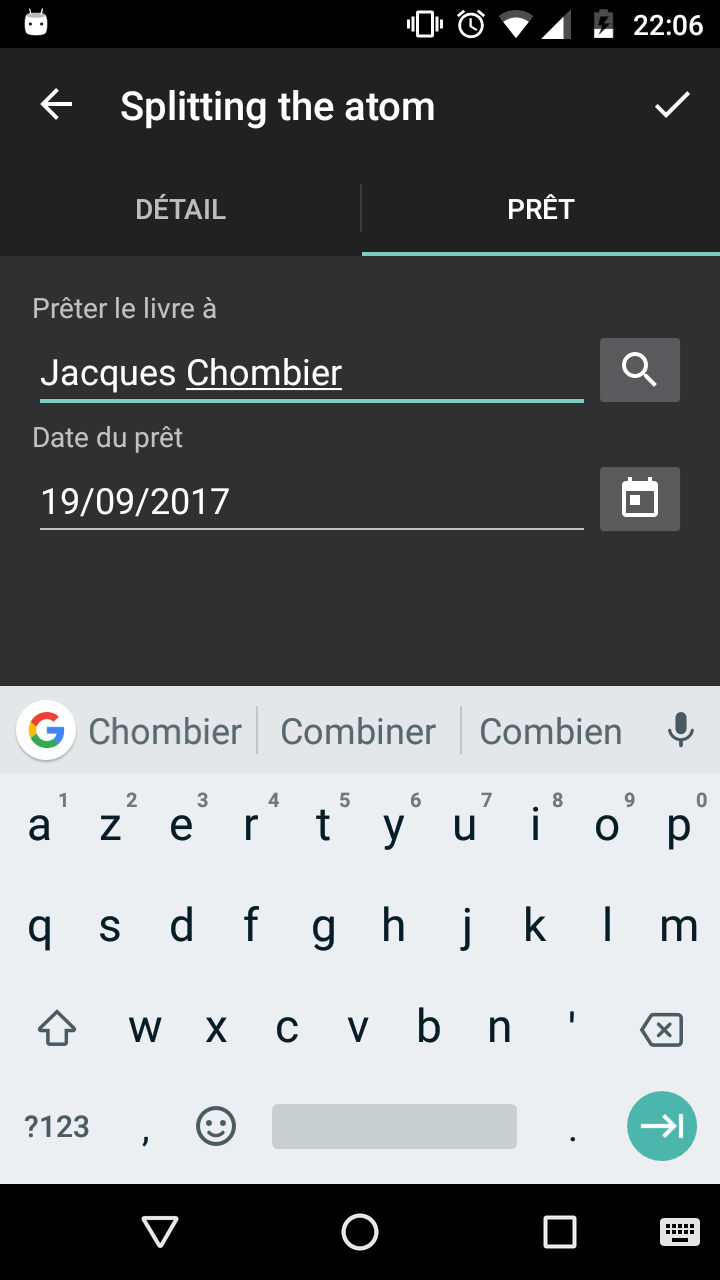 22:06
Splitting the atom
DÉTAIL PRÊT
Prêter le livre à
Jacques Chombier
Date du prêt
19/09/2017
G Chombier Combiner Combien
1 2 3 4 5 6 7 8 9 0
a z e r t y u i o p
q s d f g h j k l m
w x c v b n '
?123 , .